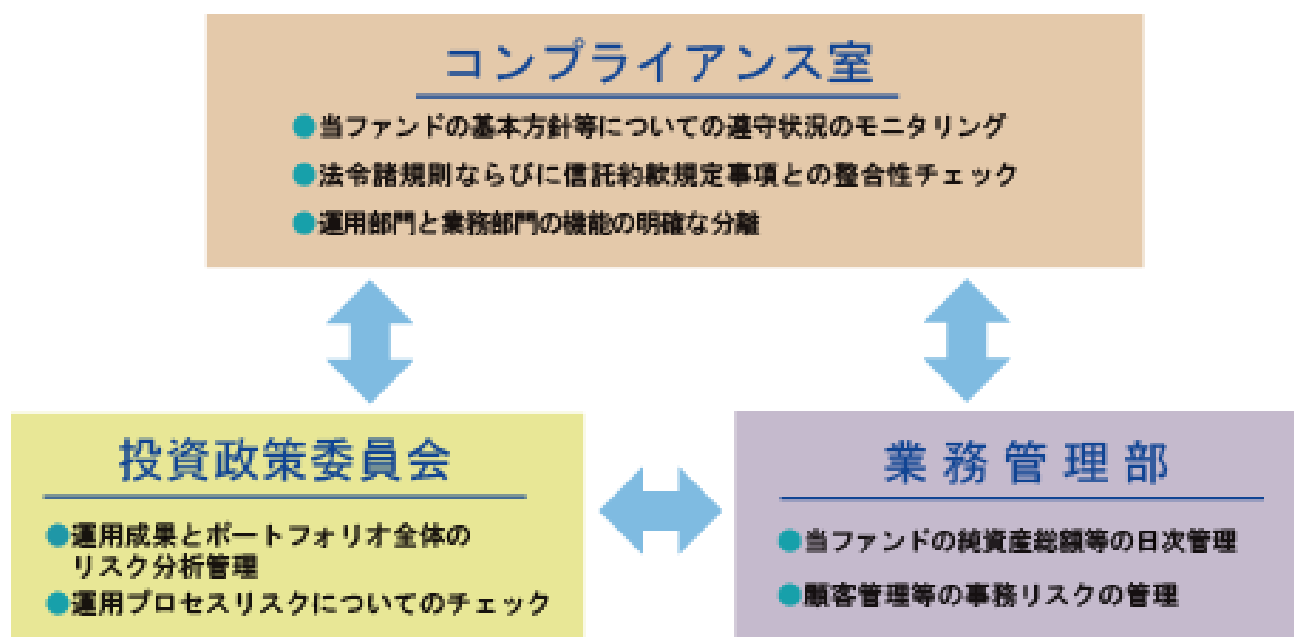 コンプライアンス室
●当ファンドの基本方針等についての遵守状況のモニタリング
●法令諸規則ならびに信託約款規定事項との整合性チェック
●運用部門と業務部門の機能の明確な分離
投資政策委員会
●運用成果とポートフォリオ全体の
リスク分析管理
●運用プロセスリスクについてのチェック
業務管理部
●当ファンドの純資産総額等の日次管理
●顧客管理等の事務リスクの管理